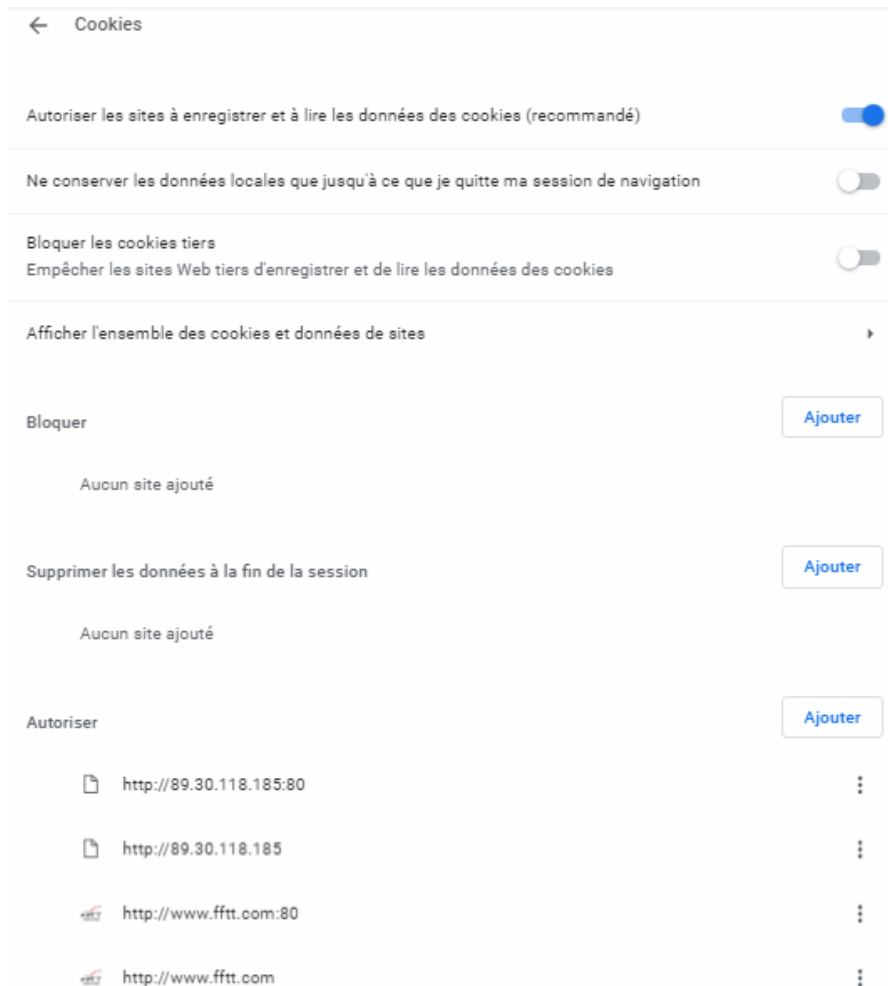 Cookies
Autoriser les sites à enregistrer et à lire les données des cookies (recommandé)
Ne conserver les données locales que jusqu'à ce que je quitte ma session de navigation
Bloquer les cookies tiers
Empêcher les sites Web tiers d'enregistrer et de lire les données des cookies
Afficher l'ensemble des cookies et données de sites
Bloquer
Ajouter
Aucun site ajouté
Supprimer les données à la fin de la session
Ajouter
Aucun site ajouté
Autoriser
Ajouter
http://89.30.118.185:80
http://89.30.118.185
http://www.fftt.com:80
http://www.fftt.com